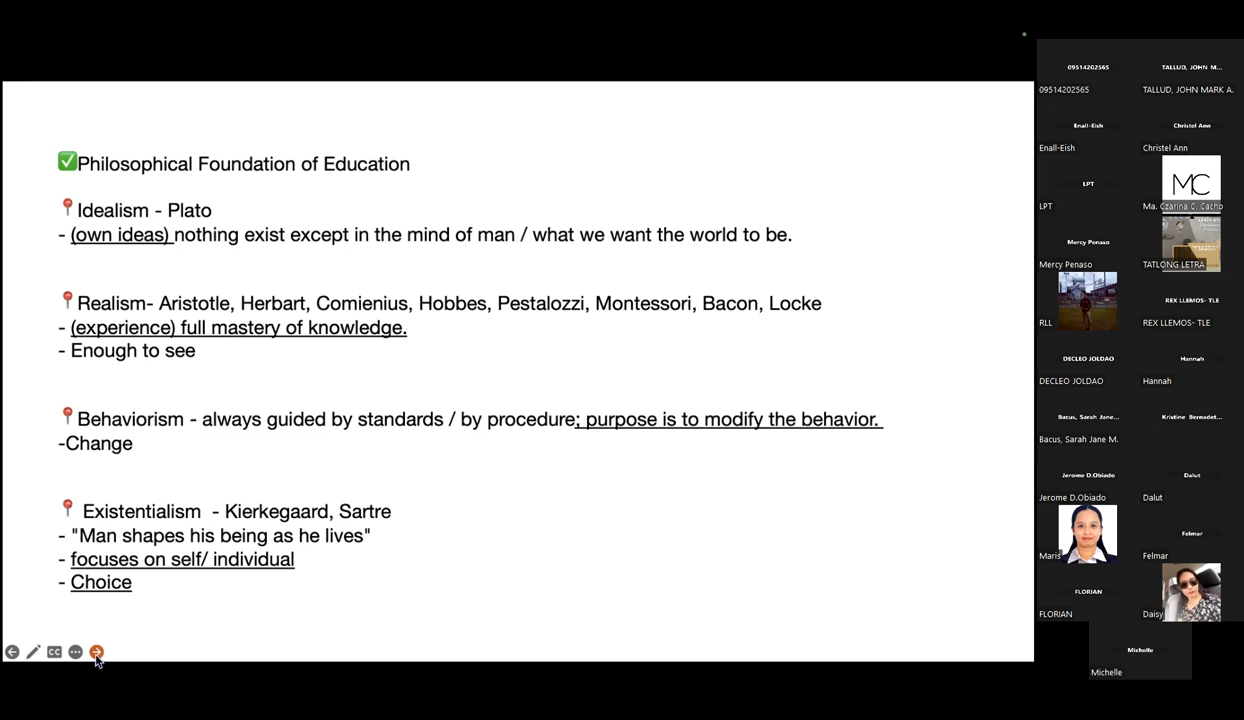 ✅Philosophical Foundation of Education
📍Idealism - Plato
- (own ideas) nothing exist except in the mind of man / what we want the world to be.
📍Realism- Aristotle, Herbart, Comienius, Hobbes, Pestalozzi, Montessori, Bacon, Locke
- (experience) full mastery of knowledge.
- Enough to see
📍Behaviorism - always guided by standards / by procedure; purpose is to modify the behavior.
-Change
📍 Existentialism - Kierkegaard, Sartre
- "Man shapes his being as he lives"
- focuses on self/ individual
- Choice
CC
09514202565
TALLUD, JOHN M...
09514202565
TALLUD, JOHN MARK A.
Enall-Eish
Christel Ann
Enall-Eish
Christel Ann
LPT
MC
LPT
Ma. Czarina C. Cacho
Mercy Penaso
Mercy Penaso
TATLONG LETRA
REX LLEMOS- TLE
RLL
REX LLEMOS- TLE
DECLEO JOLDAO
Hannah
DECLEO JOLDAO
Hannah
Bacus, Sarah Jane...
Kristine Bernadet...
Bacus, Sarah Jane M.
Jerome D.Obiado
Dalut
Jerome D.Obiado
Dalut
Felmar
Maris
Felmar
FLORIAN
FLORIAN
Daisy
Michelle
Michelle